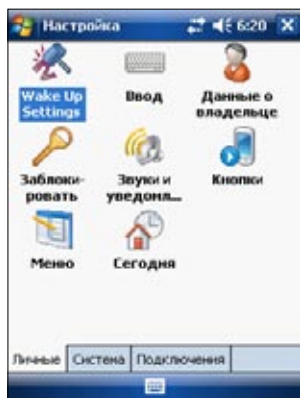 Настройка 6:20
Wake Up
Settings
Ввод
Данные о
владельце
Заблоки-
ровать
Звуки и
уведомл...
Кнопки
Меню
Сегодня
Личные Система Подключения